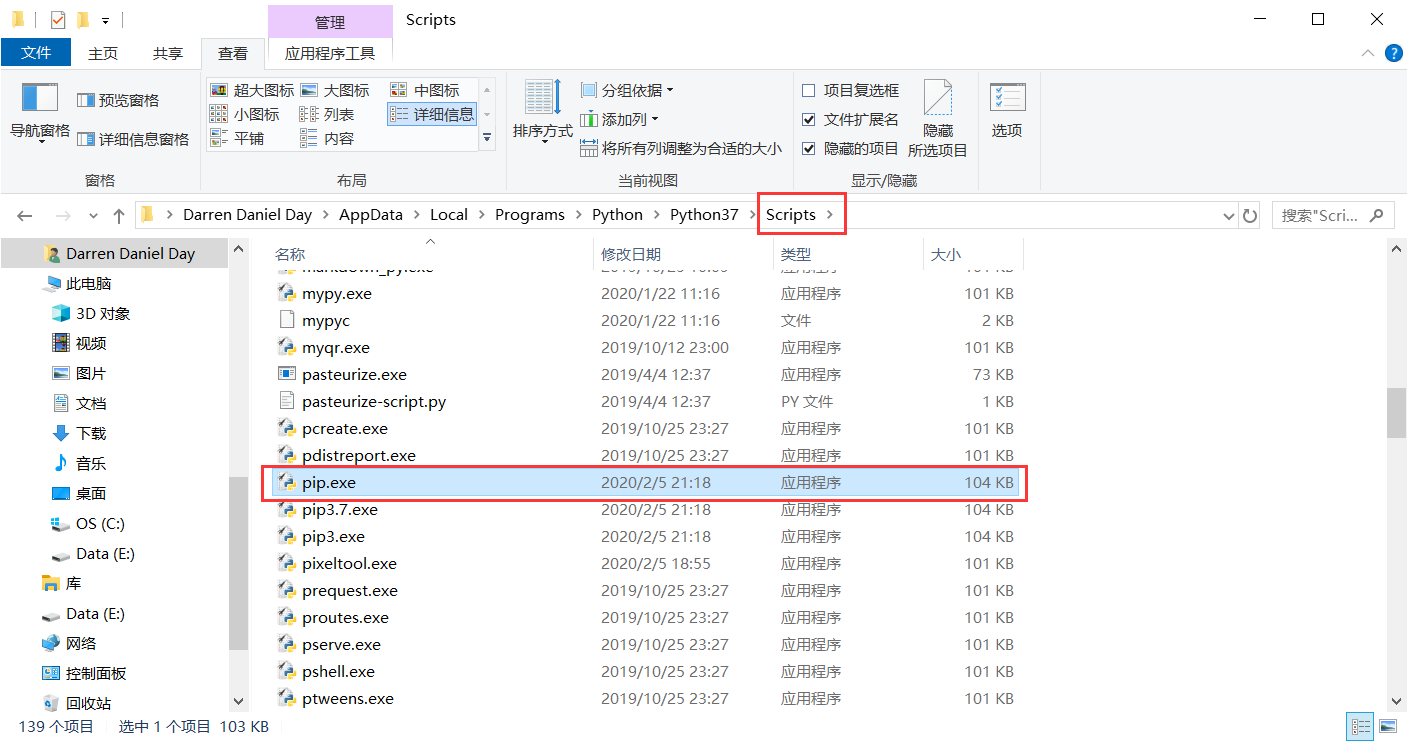 管理 Scripts
文件 主页 共享 查看 应用程序工具
导航窗格 预览窗格 详细信息窗格
窗格
超大图标 大图标 中图标
小图标 列表 详细信息
平铺 内容
布局
排序方式 分组依据 添加列 将所有列调整为合适的大小
当前视图
项目复选框
文件扩展名
隐藏的项目
隐藏
所选项目
显示/隐藏
选项
Darren Daniel Day > AppData > Local > Programs > Python > Python37 > Scripts >
搜索"Scri...
Darren Daniel Day
此电脑
3D 对象
视频
图片
文档
下载
音乐
桌面
OS (C:)
Data (E:)
库
Data (E:)
网络
控制面板
回收站
名称 修改日期 类型 大小
markdown_py.exe 应用程序 101 KB
mypy.exe 2020/1/22 11:16 应用程序 101 KB
mypyc 2020/1/22 11:16 文件 2 KB
myqr.exe 2019/10/12 23:00 应用程序 101 KB
pasteurize.exe 2019/4/4 12:37 应用程序 73 KB
pasteurize-script.py 2019/4/4 12:37 PY 文件 1 KB
pcreate.exe 2019/10/25 23:27 应用程序 101 KB
pdistreport.exe 2019/10/25 23:27 应用程序 101 KB
pip.exe 2020/2/5 21:18 应用程序 104 KB
pip3.7.exe 2020/2/5 21:18 应用程序 104 KB
pip3.exe 2020/2/5 21:18 应用程序 104 KB
pixeltool.exe 2020/2/5 18:55 应用程序 101 KB
prequest.exe 2019/10/25 23:27 应用程序 101 KB
proutes.exe 2019/10/25 23:27 应用程序 101 KB
pserve.exe 2019/10/25 23:27 应用程序 101 KB
pshell.exe 2019/10/25 23:27 应用程序 101 KB
ptweens.exe 2019/10/25 23:27 应用程序 101 KB
139 个项目 选中 1 个项目 103 KB